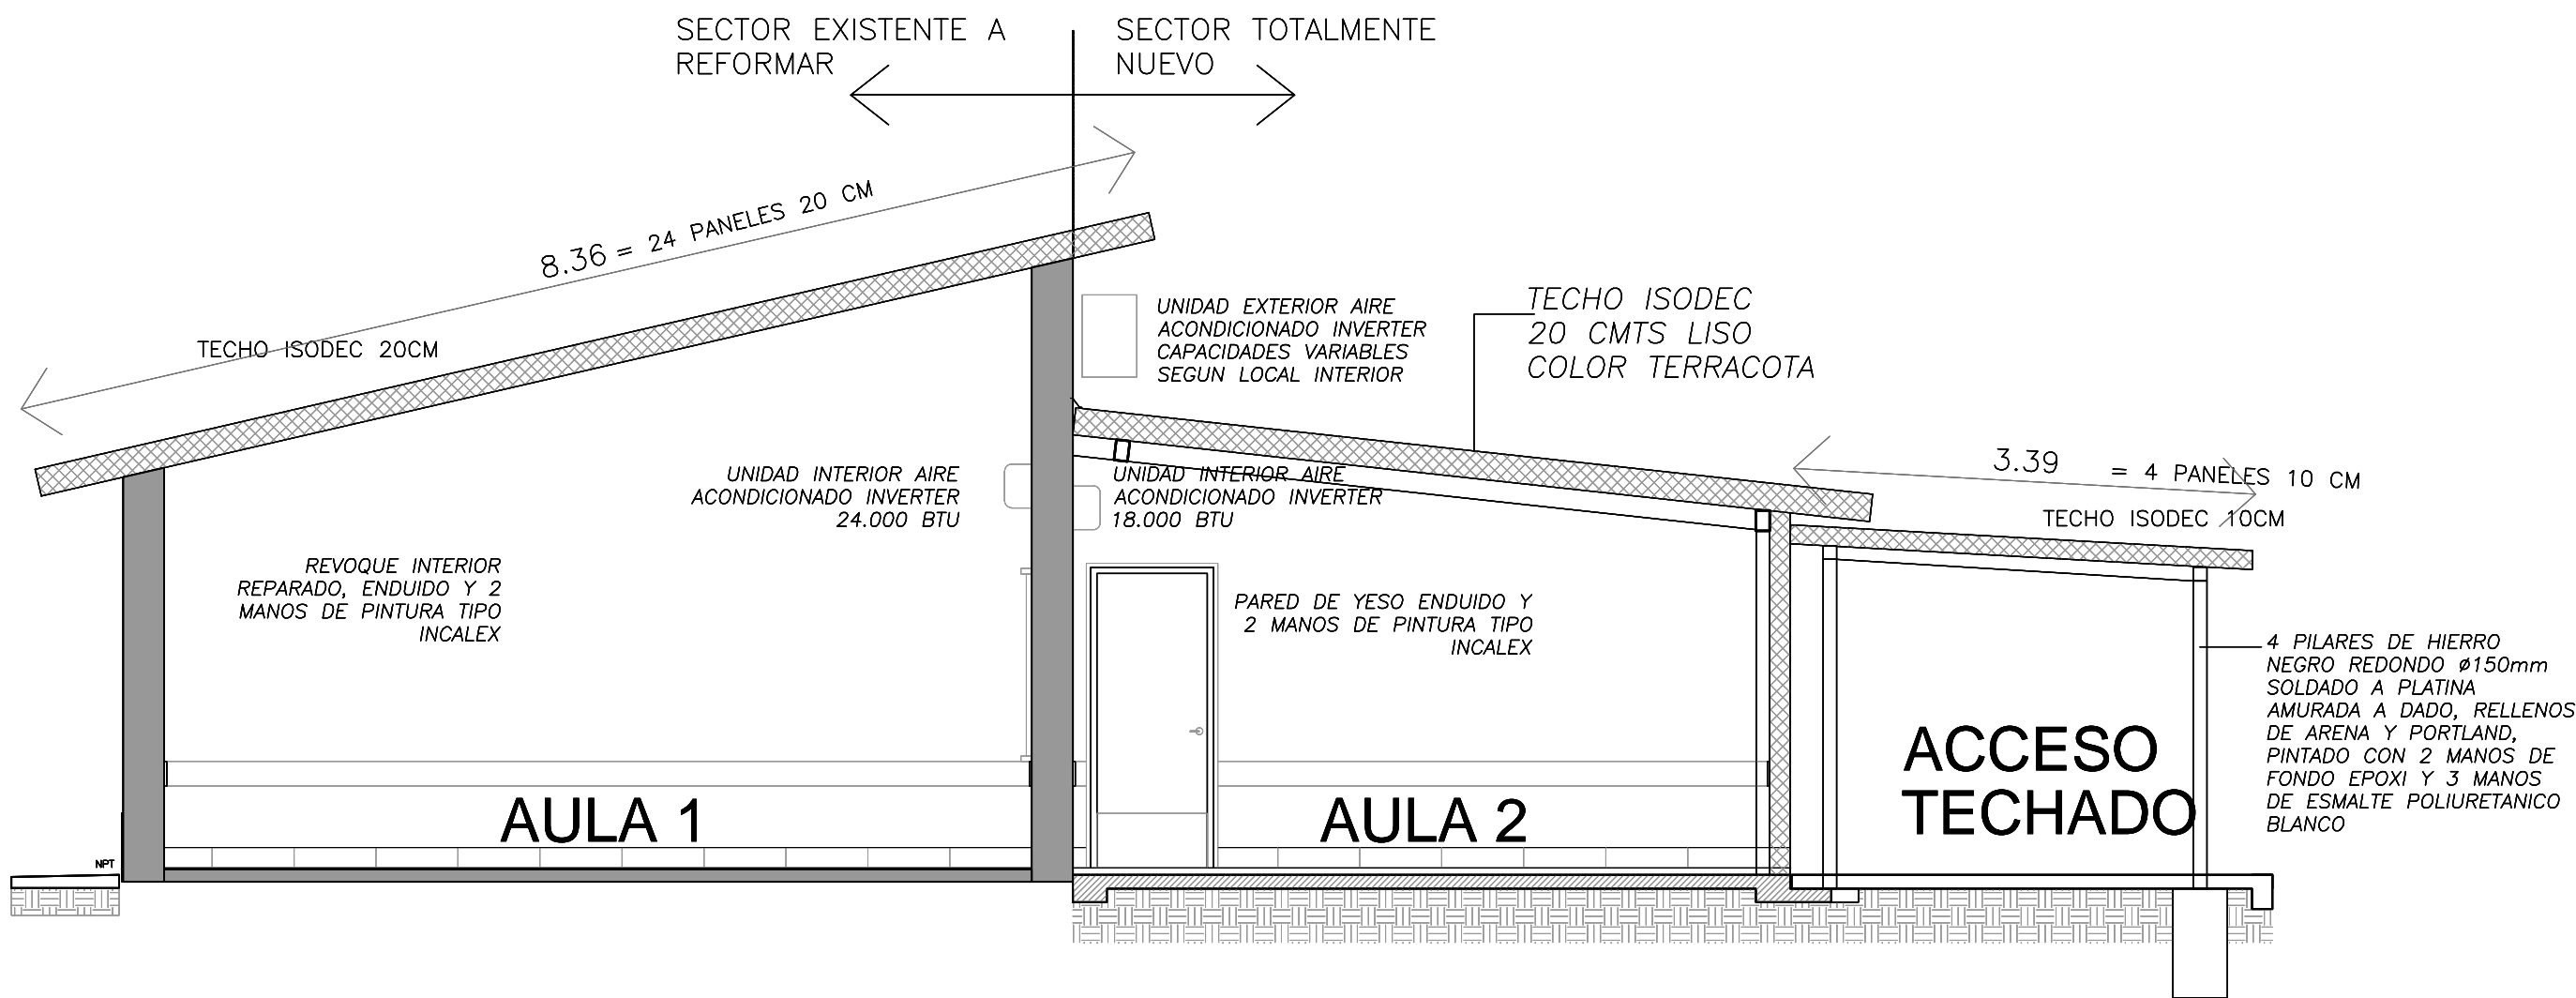 SECTOR EXISTENTE A
REFORMAR
SECTOR TOTALMENTE
NUEVO
8.36 = 24 PANELES 20 CM
TECHO ISODEC 20CM
UNIDAD EXTERIOR AIRE
ACONDICIONADO INVERTER
CAPACIDADES VARIABLES
SEGUN LOCAL INTERIOR
TECHO ISODEC
20 CMTS LISO
COLOR TERRACOTA
UNIDAD INTERIOR AIRE
ACONDICIONADO INVERTER
24.000 BTU
UNIDAD INTERIOR AIRE
ACONDICIONADO INVERTER
18.000 BTU
3.39 = 4 PANELES 10 CM
TECHO ISODEC 10CM
REVOQUE INTERIOR
REPARADO, ENDUIDO Y 2
MANOS DE PINTURA TIPO
INCALEX
PARED DE YESO ENDUIDO Y
2 MANOS DE PINTURA TIPO
INCALEX
4 PILARES DE HIERRO
NEGRO REDONDO ø150mm
SOLDADO A PLATINA
AMURADA A DADO, RELLENOS
DE ARENA Y PORTLAND,
PINTADO CON 2 MANOS DE
FONDO EPOXI Y 3 MANOS
DE ESMALTE POLIURETANICO
BLANCO
ACCESO
TECHADO
AULA 1
AULA 2
NPT